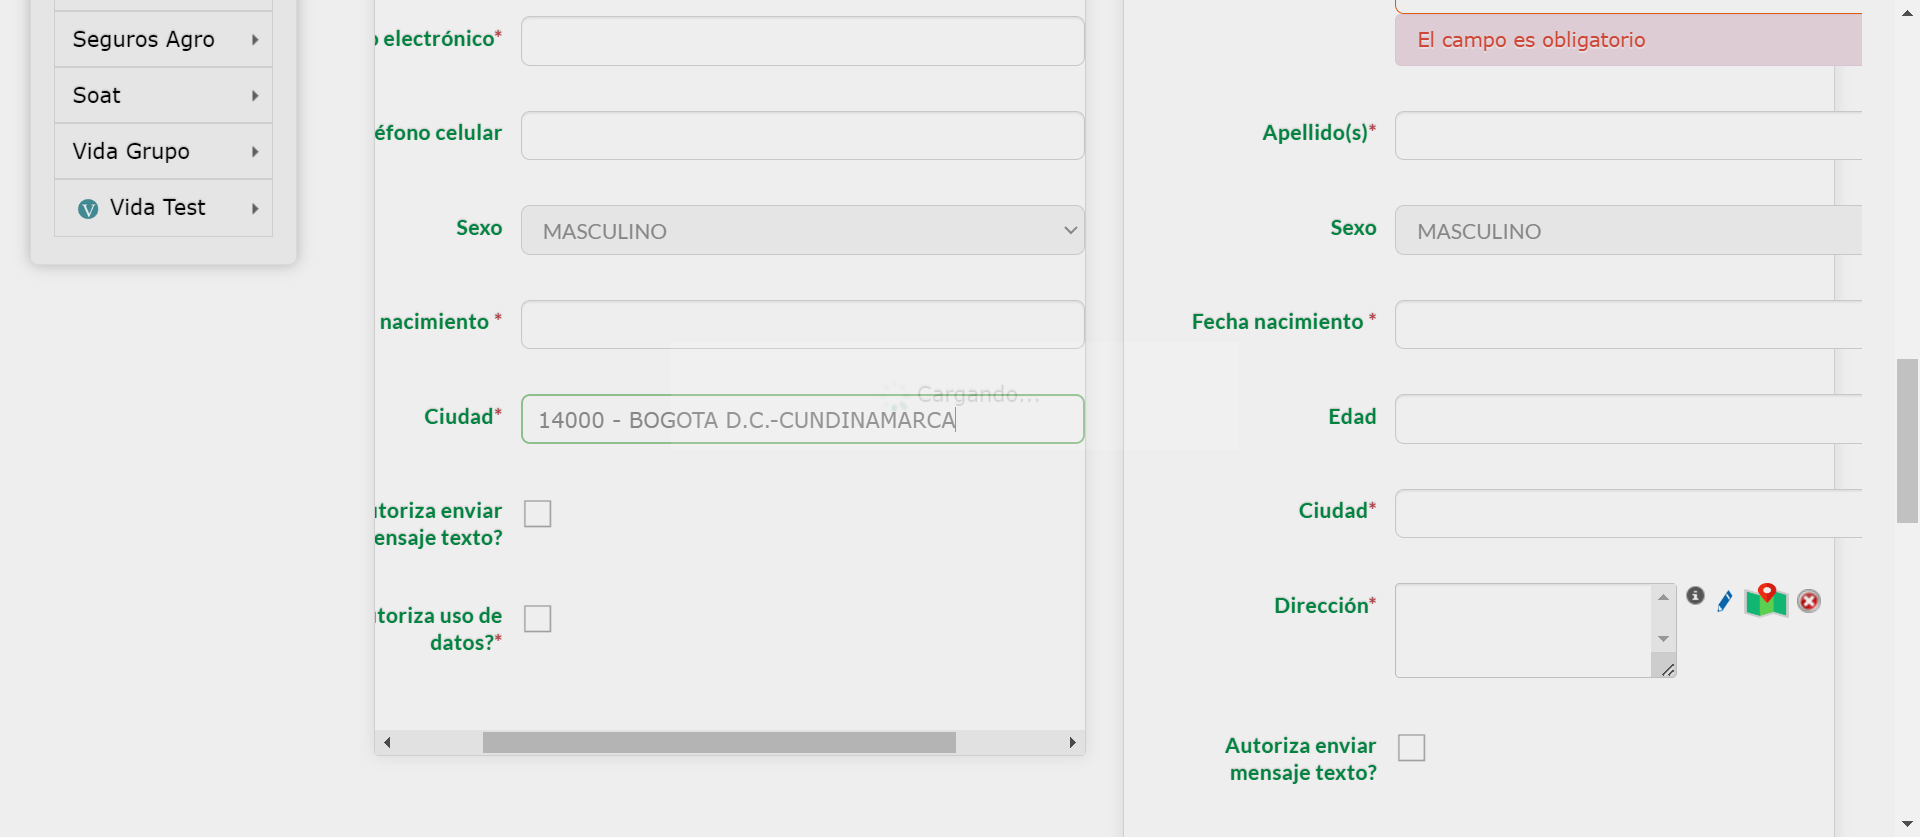 Seguros Agro
Soat
Vida Grupo
V Vida Test
electrónico*
éfono celular
Sexo
MASCULINO
nacimiento *
Ciudad*
14000 - BOGOTA D.C.-CUNDINAMARCA
Cargando...
utoriza enviar
ensaje texto?
utoriza uso de
datos?*
El campo es obligatorio
Apellido(s)*
Sexo
MASCULINO
Fecha nacimiento *
Edad
Ciudad*
Dirección*
Autoriza enviar
mensaje texto?